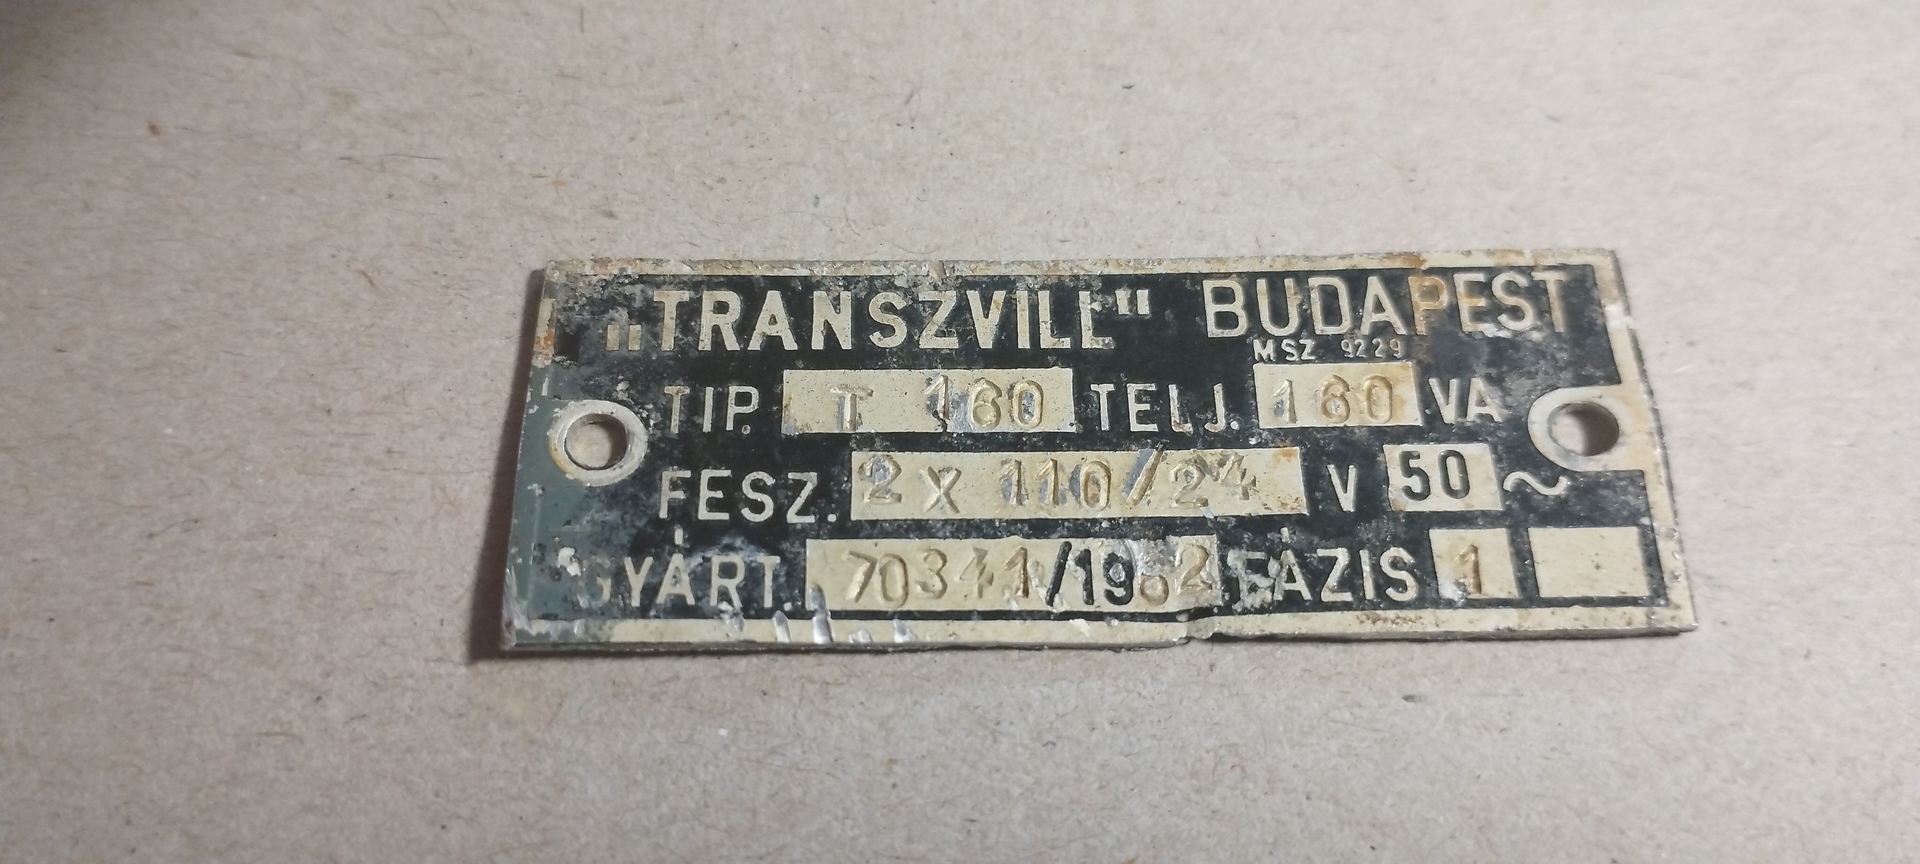 „TRANSZVILL" BUDAPEST
MSZ 9229
TIP. T 160 TELJ. 160 VA
FESZ. 2 X 110/24 V 50 ~
GYÁRT. 70341/1962 FÁZIS 1